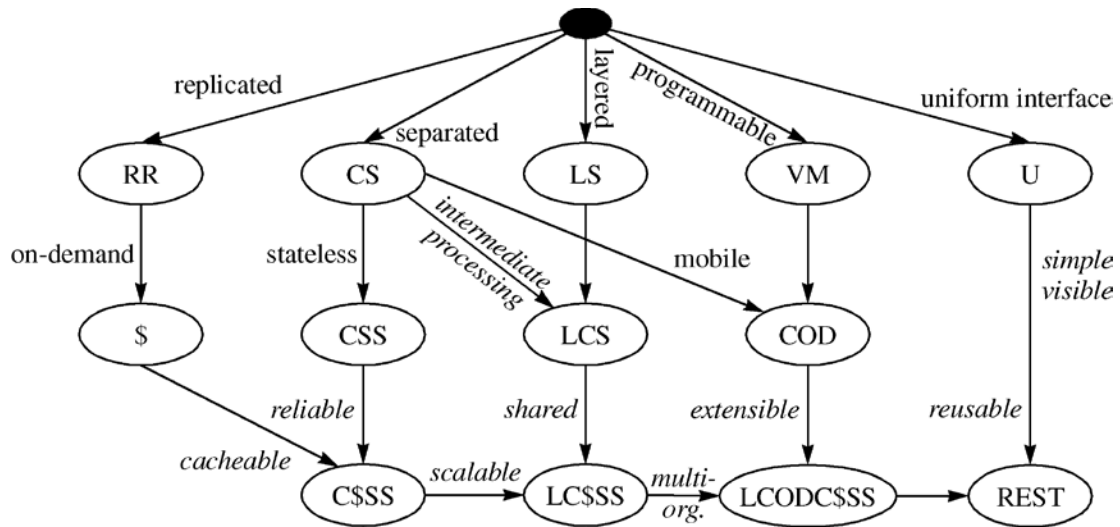 layered
replicated
programmable
uniform interface
separated
RR
CS
LS
VM
U
on-demand
stateless
intermediate
processing
mobile
simple
visible
$
CSS
LCS
COD
reliable
shared
extensible
reusable
cacheable
scalable
multi-
org.
C$SS
LC$SS
LCODC$SS
REST